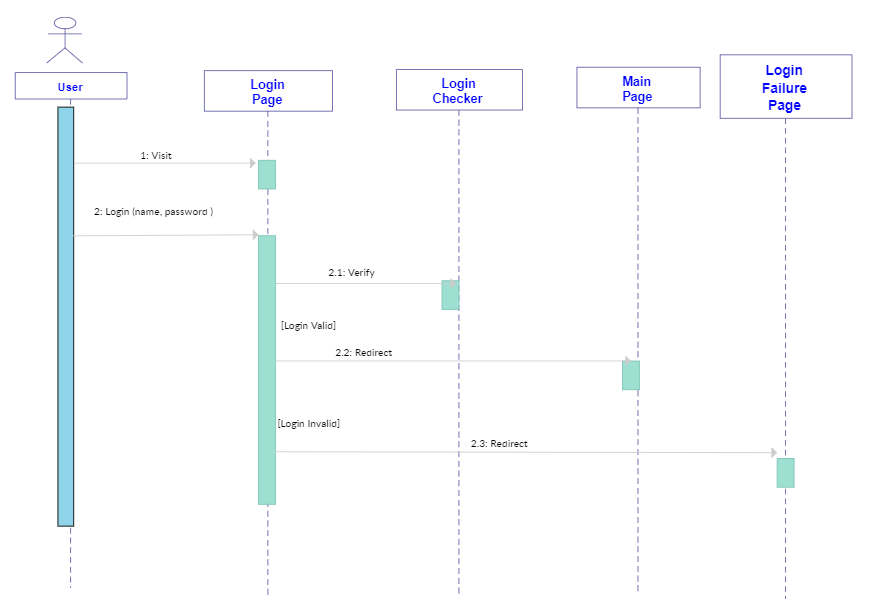 User
Login
Page
Login
Checker
Main
Page
Login
Failure
Page
1: Visit
2: Login (name, password )
2.1: Verify
[Login Valid]
2.2: Redirect
[Login Invalid]
2.3: Redirect